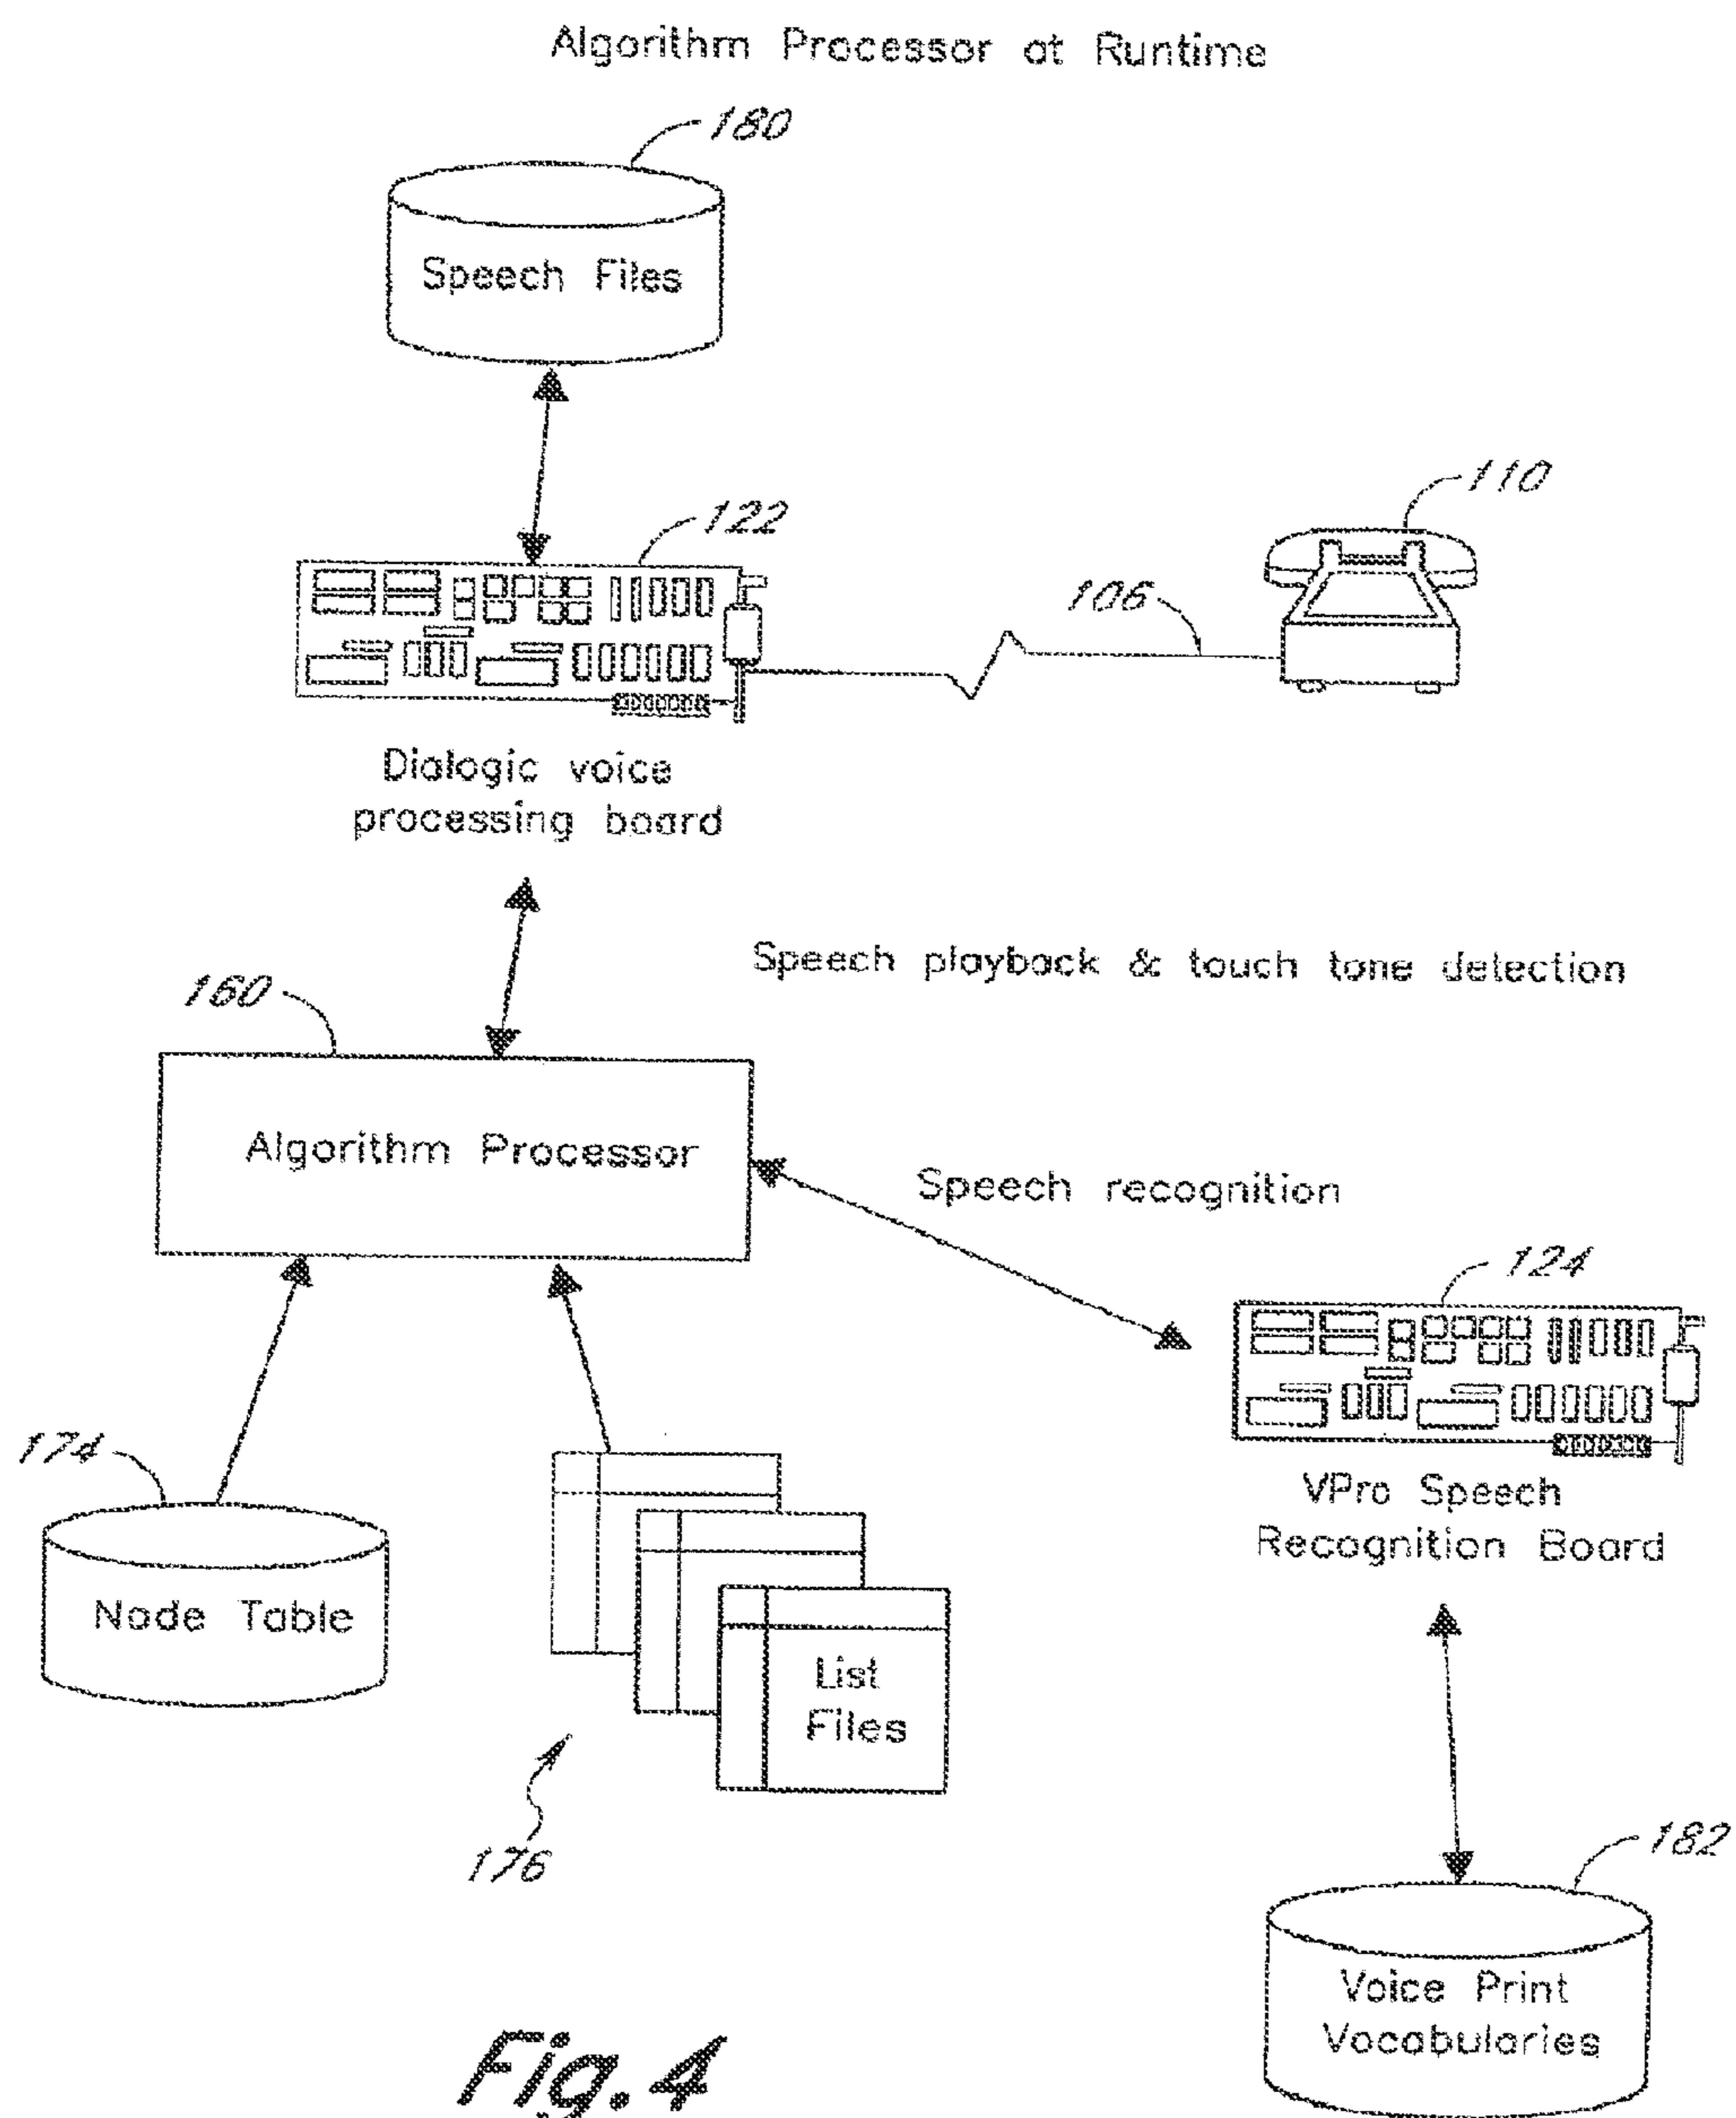 Algorithm Processor at Runtime
180
Speech Files
122
110
106
Dialogic voice
processing board
Speech playback & touch tone detection
160
Algorithm Processor
Speech recognition
124
VPro Speech
Recognition Board
174
Node Table
List
Files
176
182
Voice Print
Vocabularies
Fig. 4